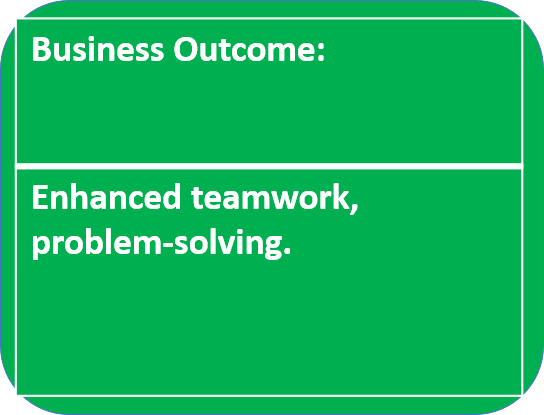 Business Outcome:
Enhanced teamwork,
problem-solving.